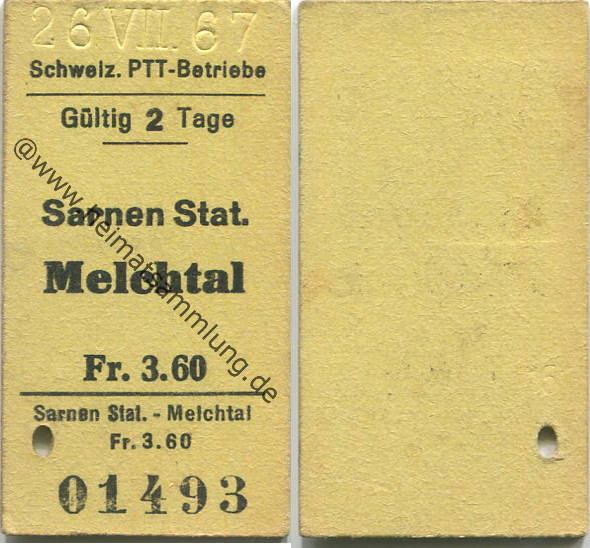 26 VII. 67
Schweiz. PTT-Betriebe
Gültig 2 Tage
Sarnen Stat.
Melchtal
Fr. 3.60
Sarnen Stat. - Melchtal
Fr. 3.60
01493
@www.heimatsammlung.de